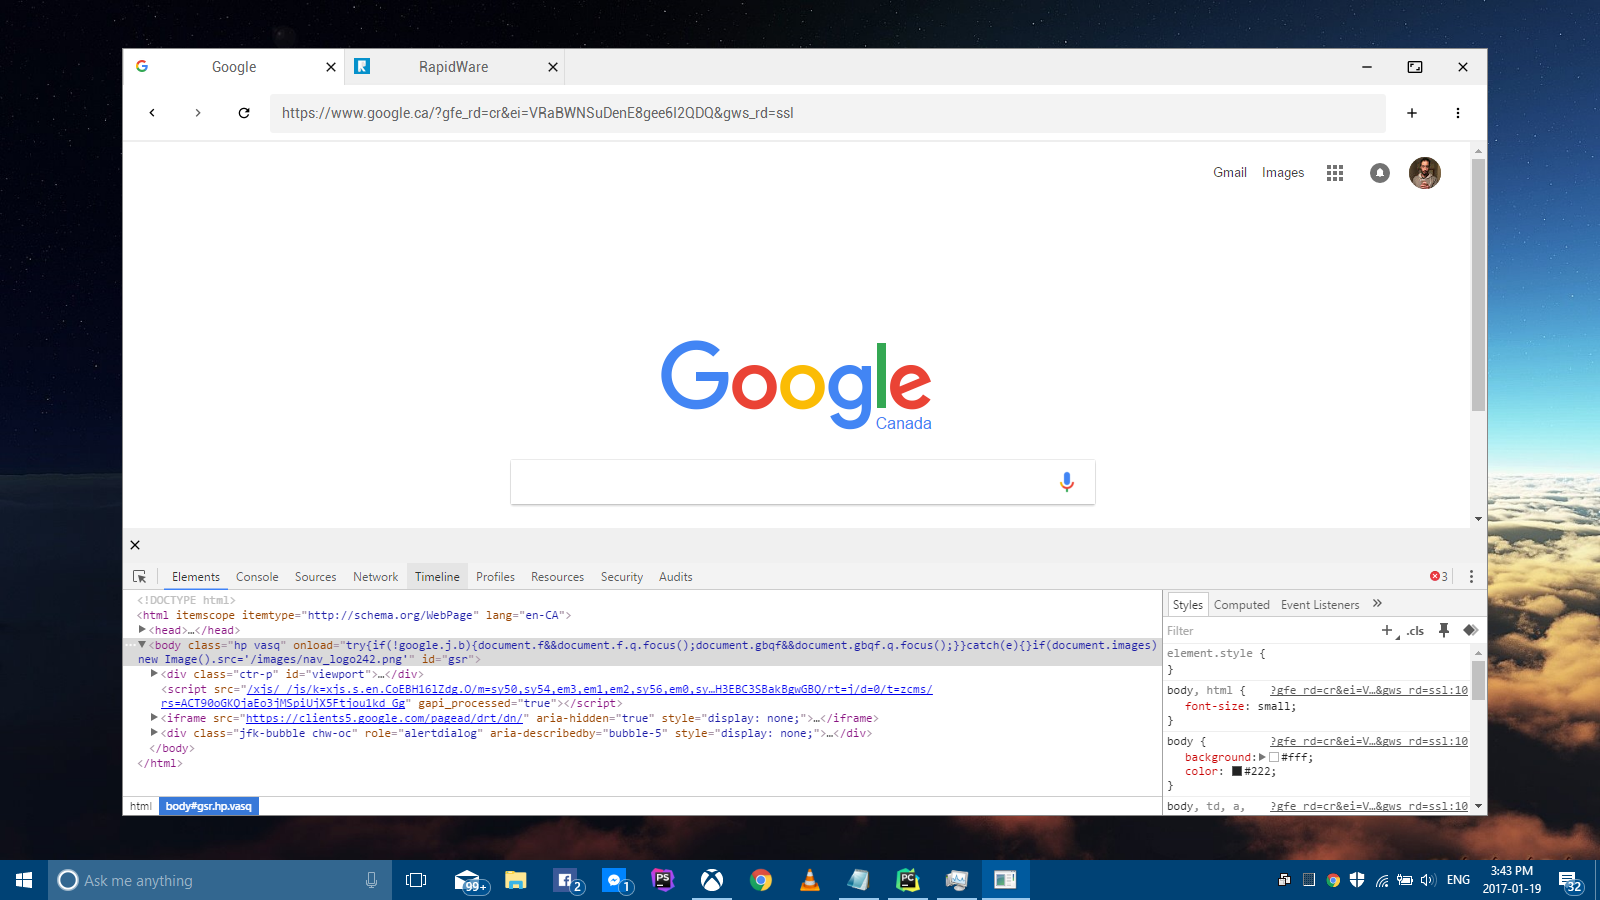 Google
RapidWare
https://www.google.ca/?gfe_rd=cr&ei=VRaBWNSuDenE8gee6I2QDQ&gws_rd=ssl
Gmail Images
Google
Canada
Elements Console Sources Network Timeline Profiles Resources Security Audits
3
<!DOCTYPE html>
<html itemscope itemtype="http://schema.org/WebPage" lang="en-CA">
<head>…</head>
<body class="hp vasq" onload="try{if(!google.j.b){document.f&&document.f.q.focus();document.gbqf&&document.gbqf.q.focus();}}catch(e){}if(document.images)
new Image().src='/images/nav_logo242.png'" id="gsr">
<div class="ctr-p" id="viewport">…</div>
<script src="/xjs/_/js/k=xjs.s.en.CoEBH16lZdg.O/m=sy50,sy54,em3,em1,em2,sy56,em0,sy…H3EBC3SBakBgwGBO/rt=j/d=0/t=zcms/
rs=ACT90oGKQjaEo3jMSpiUjX5Ftjou1kd_Gg" gapi_processed="true"></script>
<iframe src="https://clients5.google.com/pagead/drt/dn/" aria-hidden="true" style="display: none;">…</iframe>
<div class="jfk-bubble chw-oc" role="alertdialog" aria-describedby="bubble-5" style="display: none;">…</div>
</body>
</html>
html body#gsr.hp.vasq
Styles Computed Event Listeners »
Filter
+ .cls
element.style {
}
body, html { ?gfe_rd=cr&ei=V…&gws_rd=ssl:10
font-size: small;
}
body { ?gfe_rd=cr&ei=V…&gws_rd=ssl:10
background: #fff;
color: #222;
}
body, td, a, ?gfe_rd=cr&ei=V…&gws_rd=ssl:10
Ask me anything
99+
2
1
PS
PC
ENG
3:43 PM
2017-01-19
32